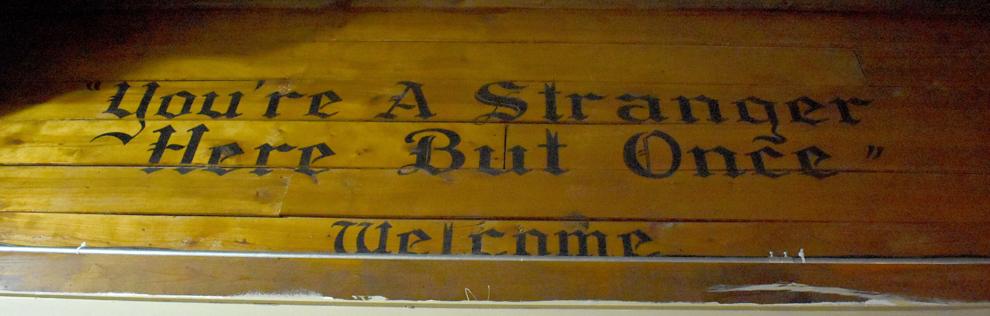 "You're A Stranger
Here But Once"
Welcome